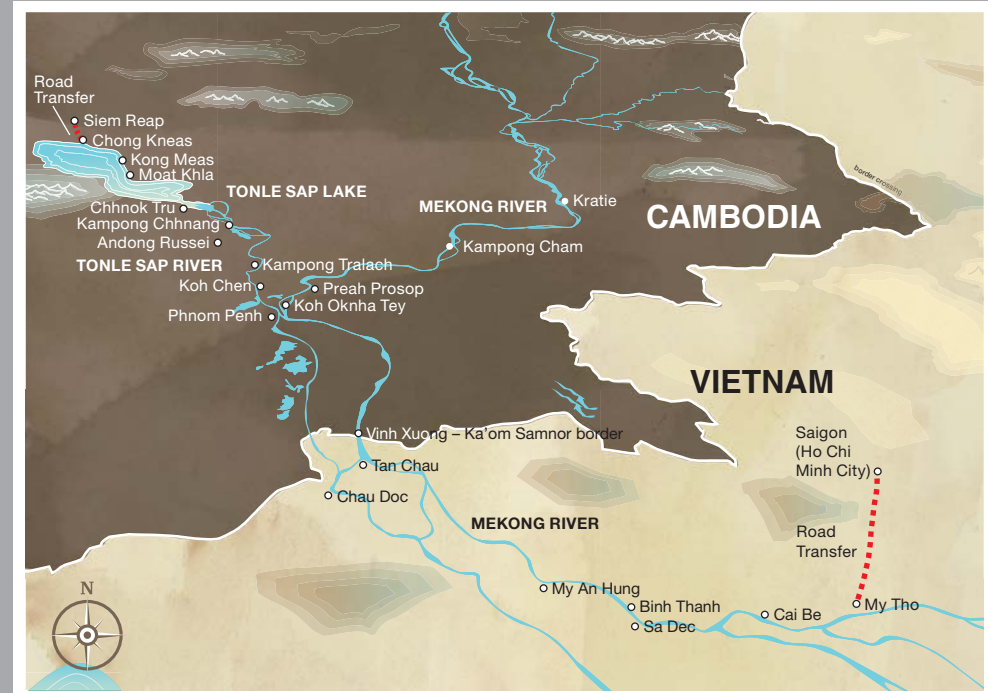 Road
Transfer
Siem Reap
Chong Kneas
Kong Meas
Moat Khla
TONLE SAP LAKE
Chhnok Tru
Kampong Chhnang
Andong Russei
TONLE SAP RIVER
Kampong Tralach
Koh Chen
Preah Prosop
Koh Oknha Tey
Phnom Penh
MEKONG RIVER
Kratie
Kampong Cham
border crossing
CAMBODIA
VIETNAM
Vinh Xuong – Ka'om Samnor border
Tan Chau
Chau Doc
MEKONG RIVER
Saigon
(Ho Chi
Minh City)
Road
Transfer
My An Hung
Binh Thanh
Sa Dec
Cai Be
My Tho
N